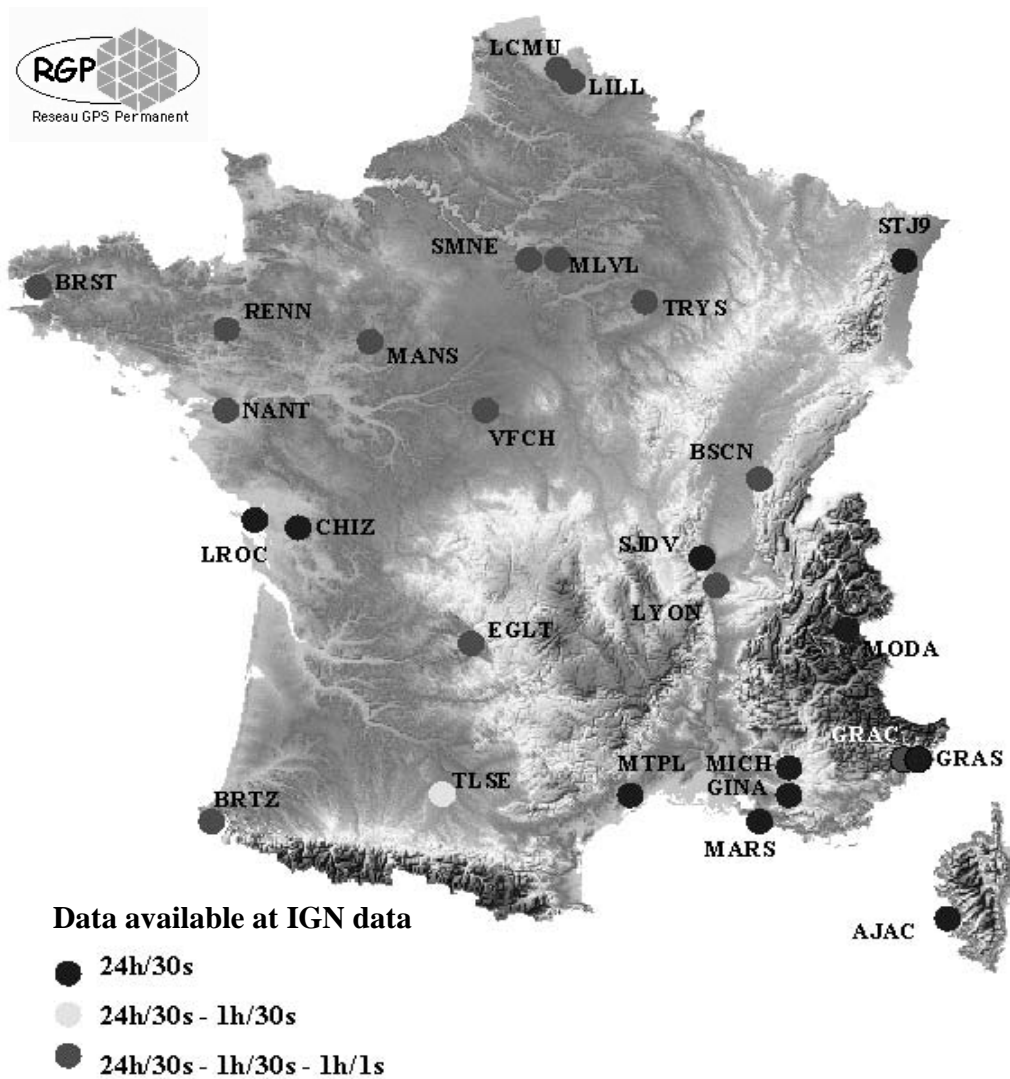 LCMU
RGP
LILL
Reseau GPS Permanent
STJ9
SMNE
MLVL
BRST
TRYS
RENN
MANS
NANT
VFCH
BSCN
CHIZ
LROC
SJDV
LYON
EGLT
MODA
GRAC
GRAS
MICH
MTPL
TLSE
GINA
BRTZ
MARS
Data available at IGN data
AJAC
24h/30s
24h/30s - 1h/30s
24h/30s - 1h/30s - 1h/1s